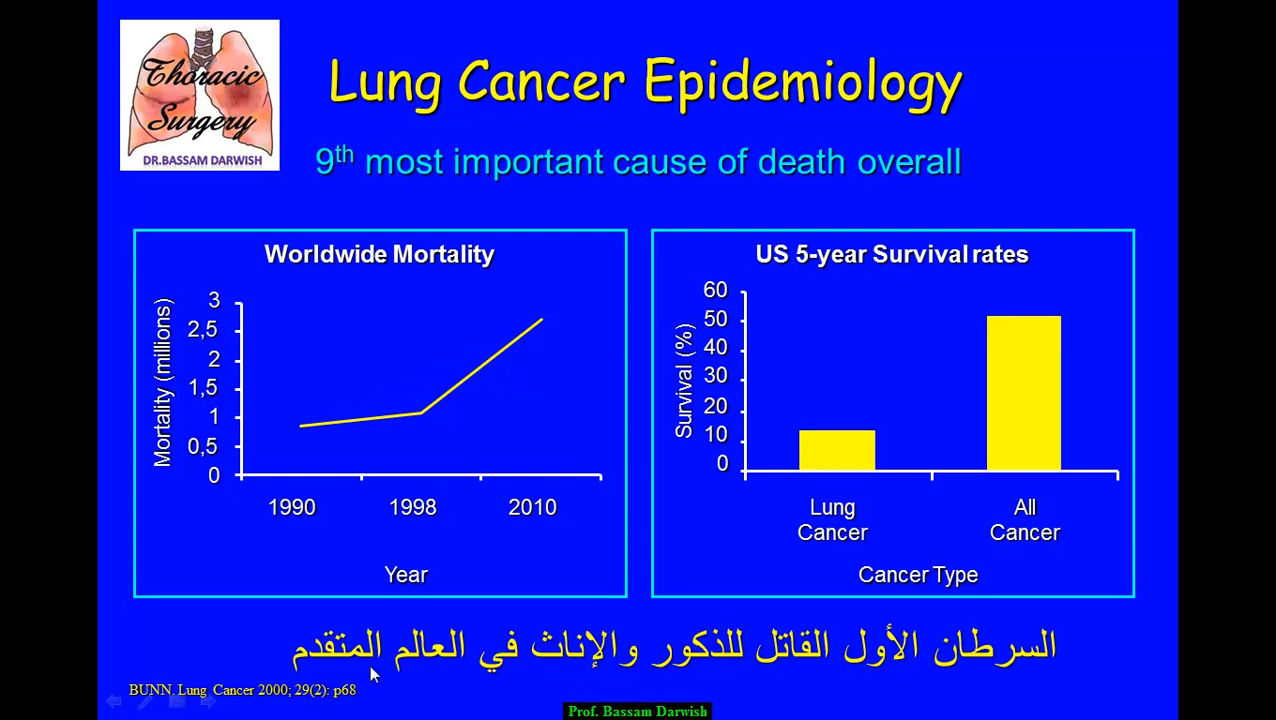 Thoracic
Surgery
DR.BASSAM DARWISH
Lung Cancer Epidemiology
9th most important cause of death overall
Worldwide Mortality
Mortality (millions)
3
2,5
2
1,5
1
0,5
0
1990 1998 2010
Year
US 5-year Survival rates
Survival (%)
60
50
40
30
20
10
0
Lung Cancer
All Cancer
Cancer Type
السرطان الأول القاتل للذكور والإناث في العالم المتقدم
BUNN. Lung Cancer 2000; 29(2): p68
Prof. Bassam Darwish